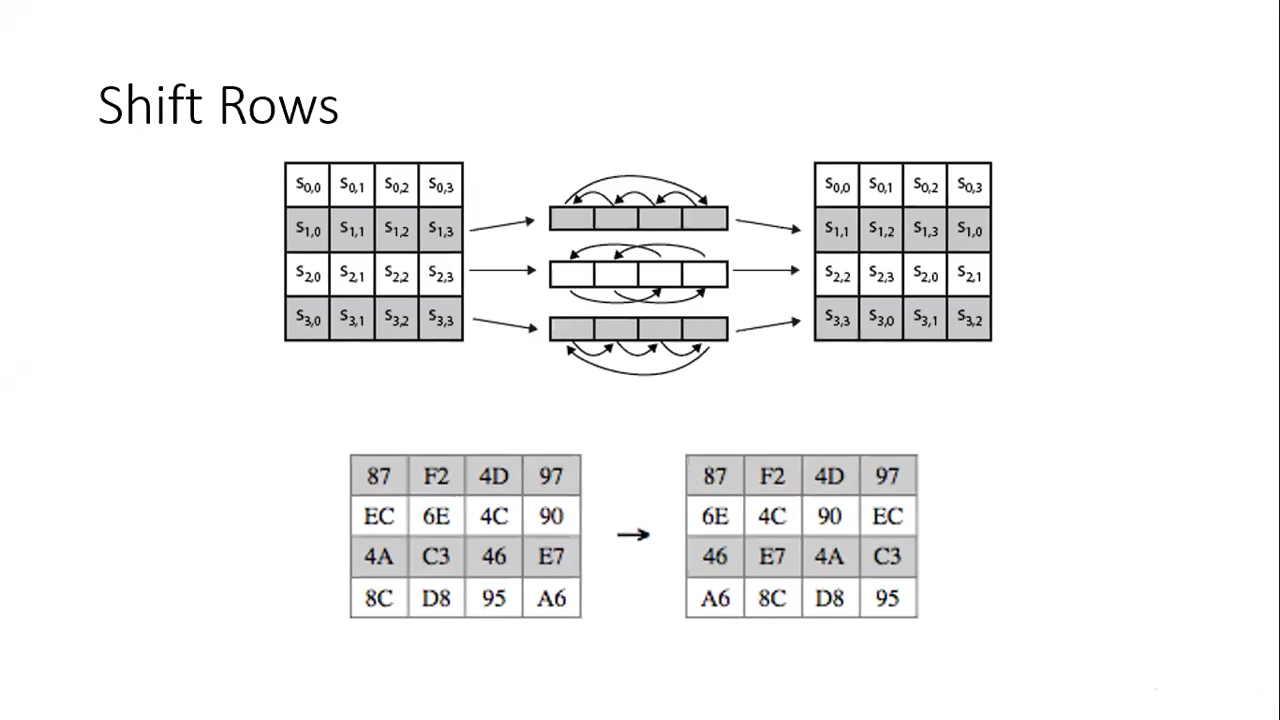 Shift Rows
S0,0 S0,1 S0,2 S0,3 S0,0 S0,1 S0,2 S0,3
S1,0 S1,1 S1,2 S1,3 S1,1 S1,2 S1,3 S1,0
S2,0 S2,1 S2,2 S2,3 S2,2 S2,3 S2,0 S2,1
S3,0 S3,1 S3,2 S3,3 S3,3 S3,0 S3,1 S3,2
87 F2 4D 97 87 F2 4D 97
EC 6E 4C 90 6E 4C 90 EC
4A C3 46 E7 46 E7 4A C3
8C D8 95 A6 A6 8C D8 95